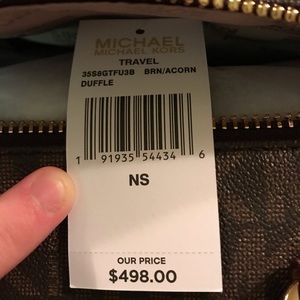 MICHAEL
MICHAEL KORS
TRAVEL
35S8GTFU3B BRN/ACORN
DUFFLE
1 91935 54434 6
NS
OUR PRICE
$498.00